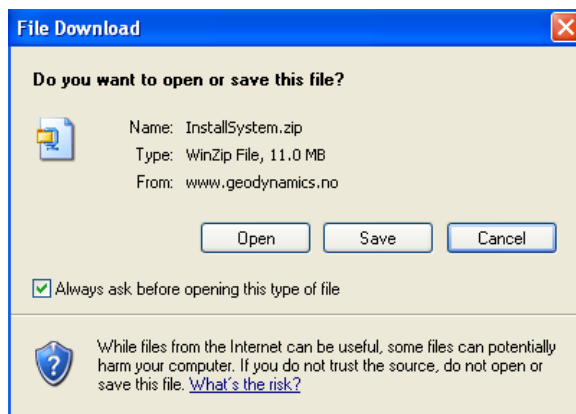 File Download
Do you want to open or save this file?
Name: InstallSystem.zip
Type: WinZip File, 11.0 MB
From: www.geodynamics.no
Open Save Cancel
Always ask before opening this type of file
While files from the Internet can be useful, some files can potentially
harm your computer. If you do not trust the source, do not open or
save this file. What's the risk?